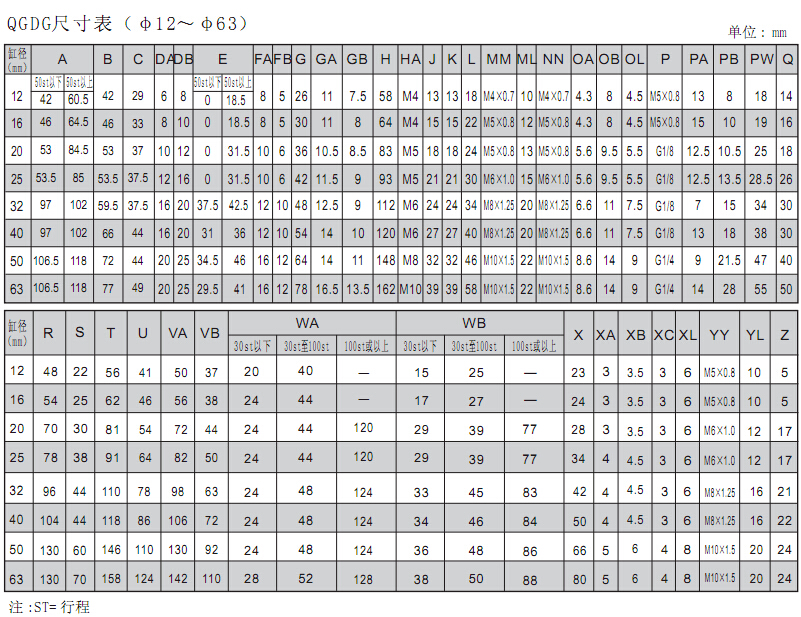 QGDG尺寸表（φ12～φ63）
单位: mm
缸径(mm) A B C DA DB E FA FB G GA GB H HA J K L MM ML NN OA OB OL P PA PB PW Q
50st以下 50st以上 50st以下 50st以上
12 42 60.5 42 29 6 8 0 18.5 8 5 26 11 7.5 58 M4 13 13 18 M4×0.7 10 M4×0.7 4.3 8 4.5 M5×0.8 13 8 18 14
16 46 64.5 46 33 8 10 0 18.5 8 5 30 11 8 64 M4 15 15 22 M5×0.8 12 M5×0.8 4.3 8 4.5 M5×0.8 15 10 19 16
20 53 84.5 53 37 10 12 0 31.5 10 6 36 10.5 8.5 83 M5 18 18 24 M5×0.8 13 M5×0.8 5.6 9.5 5.5 G1/8 12.5 10.5 25 18
25 53.5 85 53.5 37.5 12 16 0 31.5 10 6 42 11.5 9 93 M5 21 21 30 M6×1.0 15 M6×1.0 5.6 9.5 5.5 G1/8 12.5 13.5 28.5 26
32 97 102 59.5 37.5 16 20 37.5 42.5 12 10 48 12.5 9 112 M6 24 24 34 M8×1.25 20 M8×1.25 6.6 11 7.5 G1/8 7 15 34 30
40 97 102 66 44 16 20 31 36 12 10 54 14 10 120 M6 27 27 40 M8×1.25 20 M8×1.25 6.6 11 7.5 G1/8 13 18 38 30
50 106.5 118 72 44 20 25 34.5 46 16 12 64 14 11 148 M8 32 32 46 M10×1.5 22 M10×1.5 8.6 14 9 G1/4 9 21.5 47 40
63 106.5 118 77 49 20 25 29.5 41 16 12 78 16.5 13.5 162 M10 39 39 58 M10×1.5 22 M10×1.5 8.6 14 9 G1/4 14 28 55 50
缸径(mm) R S T U VA VB WA WB X XA XB XC XL YY YL Z
30st以下 30st至100st 100st或以上 30st以下 30st至100st 100st或以上
12 48 22 56 41 50 37 20 40 — 15 25 — 23 3 3.5 3 6 M5×0.8 10 5
16 54 25 62 46 56 38 24 44 — 17 27 — 24 3 3.5 3 6 M5×0.8 10 5
20 70 30 81 54 72 44 24 44 120 29 39 77 28 3 3.5 3 6 M6×1.0 12 17
25 78 38 91 64 82 50 24 44 120 29 39 77 34 4 4.5 3 6 M6×1.0 12 17
32 96 44 110 78 98 63 24 48 124 33 45 83 42 4 4.5 3 6 M8×1.25 16 21
40 104 44 118 86 106 72 24 48 124 34 46 84 50 4 4.5 3 6 M8×1.25 16 22
50 130 60 146 110 130 92 24 48 124 36 48 86 66 5 6 4 8 M10×1.5 20 24
63 130 70 158 124 142 110 28 52 128 38 50 88 80 5 6 4 8 M10×1.5 20 24
注:ST=行程